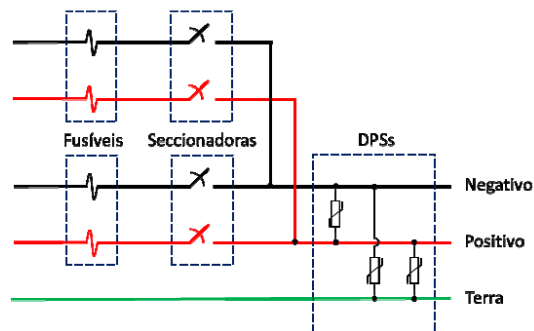 Fusíveis
Seccionadoras
DPSs
Negativo
Positivo
Terra